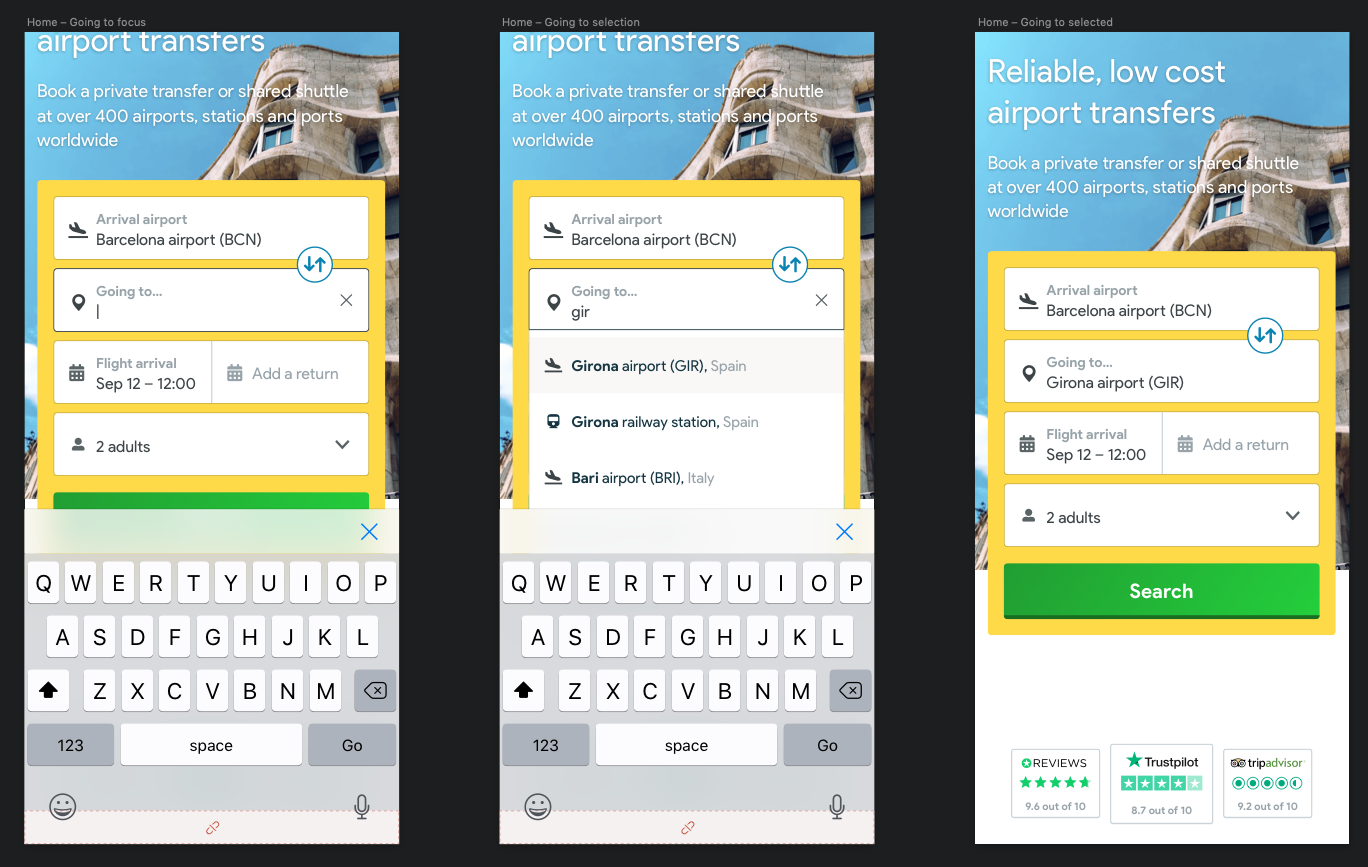 Home – Going to focus
airport transfers
Book a private transfer or shared shuttle
at over 400 airports, stations and ports
worldwide
Arrival airport
Barcelona airport (BCN)
Going to...
Flight arrival
Sep 12 – 12:00
Add a return
2 adults
Q W E R T Y U I O P
A S D F G H J K L
Z X C V B N M
123 space Go
Home – Going to selection
airport transfers
Book a private transfer or shared shuttle
at over 400 airports, stations and ports
worldwide
Arrival airport
Barcelona airport (BCN)
Going to...
gir
Girona airport (GIR), Spain
Girona railway station, Spain
Bari airport (BRI), Italy
Q W E R T Y U I O P
A S D F G H J K L
Z X C V B N M
123 space Go
Home – Going to selected
Reliable, low cost
airport transfers
Book a private transfer or shared shuttle
at over 400 airports, stations and ports
worldwide
Arrival airport
Barcelona airport (BCN)
Going to...
Girona airport (GIR)
Flight arrival
Sep 12 – 12:00
Add a return
2 adults
Search
REVIEWS
9.6 out of 10
Trustpilot
8.7 out of 10
tripadvisor
9.2 out of 10